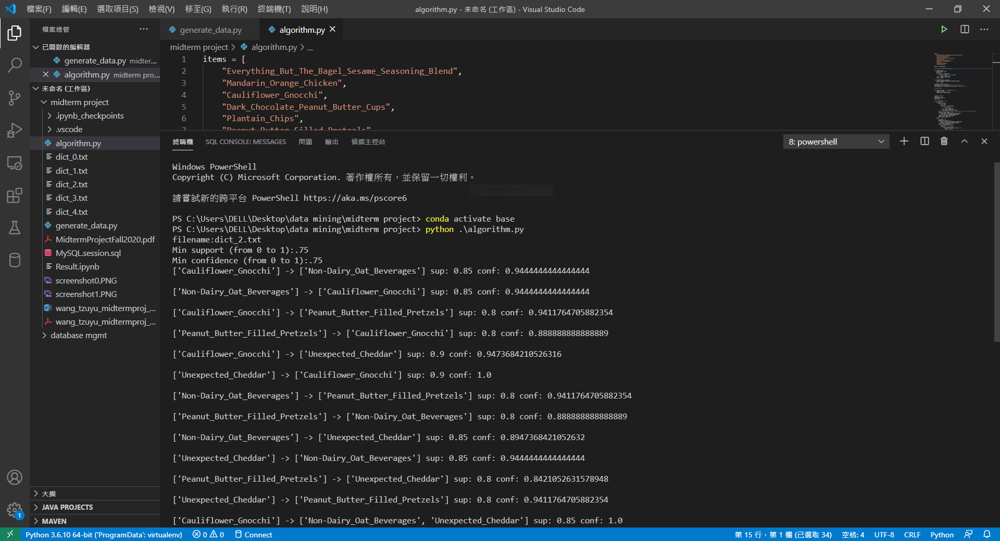 檔案(F) 編輯(E) 選取項目(S) 檢視(V) 移至(G) 執行(R) 終端機(T) 說明(H) algorithm.py - 未命名 (工作區) - Visual Studio Code
檔案總管 ···
已開啟的編輯器
generate_data.py midter...
algorithm.py midterm pro...
未命名 (工作區)
midterm project
.ipynb_checkpoints
.vscode
algorithm.py
dict_0.txt
dict_1.txt
dict_2.txt
dict_3.txt
dict_4.txt
generate_data.py
MidtermProjectFall2020.pdf
MySQL.session.sql
Result.ipynb
screenshot0.PNG
screenshot1.PNG
wang_tzuyu_midtermproj_...
wang_tzuyu_midtermproj_...
database mgmt
大綱
JAVA PROJECTS
MAVEN
1
generate_data.py algorithm.py
midterm project > algorithm.py > ...
1 items = [
2 "Everything_But_The_Bagel_Sesame_Seasoning_Blend",
3 "Mandarin_Orange_Chicken",
4 "Cauliflower_Gnocchi",
5 "Dark_Chocolate_Peanut_Butter_Cups",
6 "Plantain_Chips",
7 "Peanut_Butter_Filled_Pretzels"
終端機 SQL CONSOLE: MESSAGES 問題 輸出 偵錯主控台 8: powershell
Windows PowerShell
Copyright (C) Microsoft Corporation. 著作權所有，並保留一切權利。
請嘗試新的跨平台 PowerShell https://aka.ms/pscore6
PS C:\Users\DELL\Desktop\data mining\midterm project> conda activate base
PS C:\Users\DELL\Desktop\data mining\midterm project> python .\algorithm.py
filename:dict_2.txt
Min support (from 0 to 1):.75
Min confidence (from 0 to 1):.75
['Cauliflower_Gnocchi'] -> ['Non-Dairy_Oat_Beverages'] sup: 0.85 conf: 0.9444444444444444
['Non-Dairy_Oat_Beverages'] -> ['Cauliflower_Gnocchi'] sup: 0.85 conf: 0.9444444444444444
['Cauliflower_Gnocchi'] -> ['Peanut_Butter_Filled_Pretzels'] sup: 0.8 conf: 0.9411764705882354
['Peanut_Butter_Filled_Pretzels'] -> ['Cauliflower_Gnocchi'] sup: 0.8 conf: 0.888888888888889
['Cauliflower_Gnocchi'] -> ['Unexpected_Cheddar'] sup: 0.9 conf: 0.9473684210526316
['Unexpected_Cheddar'] -> ['Cauliflower_Gnocchi'] sup: 0.9 conf: 1.0
['Non-Dairy_Oat_Beverages'] -> ['Peanut_Butter_Filled_Pretzels'] sup: 0.8 conf: 0.9411764705882354
['Peanut_Butter_Filled_Pretzels'] -> ['Non-Dairy_Oat_Beverages'] sup: 0.8 conf: 0.888888888888889
['Non-Dairy_Oat_Beverages'] -> ['Unexpected_Cheddar'] sup: 0.85 conf: 0.8947368421052632
['Unexpected_Cheddar'] -> ['Non-Dairy_Oat_Beverages'] sup: 0.85 conf: 0.9444444444444444
['Peanut_Butter_Filled_Pretzels'] -> ['Unexpected_Cheddar'] sup: 0.8 conf: 0.8421052631578948
['Unexpected_Cheddar'] -> ['Peanut_Butter_Filled_Pretzels'] sup: 0.8 conf: 0.9411764705882354
['Cauliflower_Gnocchi'] -> ['Non-Dairy_Oat_Beverages', 'Unexpected_Cheddar'] sup: 0.85 conf: 1.0
Python 3.6.10 64-bit ('ProgramData': virtualenv) 0 0 Connect 第 15 行，第 1 欄 (已選取 34) 空格: 4 UTF-8 CRLF Python